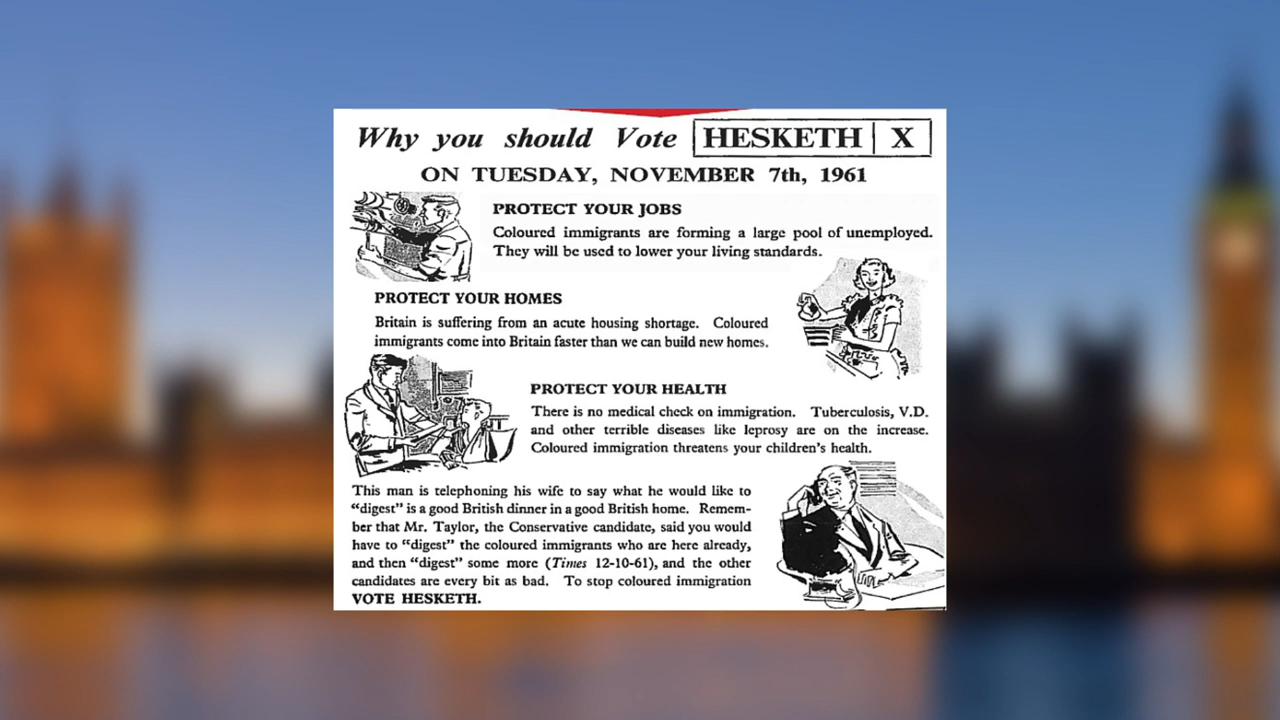 Why you should Vote HESKETH X
ON TUESDAY, NOVEMBER 7th, 1961
PROTECT YOUR JOBS
Coloured immigrants are forming a large pool of unemployed.
They will be used to lower your living standards.
PROTECT YOUR HOMES
Britain is suffering from an acute housing shortage. Coloured
immigrants come into Britain faster than we can build new homes.
PROTECT YOUR HEALTH
There is no medical check on immigration. Tuberculosis, V.D.
and other terrible diseases like leprosy are on the increase.
Coloured immigration threatens your children's health.
This man is telephoning his wife to say what he would like to
"digest" is a good British dinner in a good British home. Remem-
ber that Mr. Taylor, the Conservative candidate, said you would
have to "digest" the coloured immigrants who are here already,
and then "digest" some more (Times 12-10-61), and the other
candidates are every bit as bad. To stop coloured immigration
VOTE HESKETH.